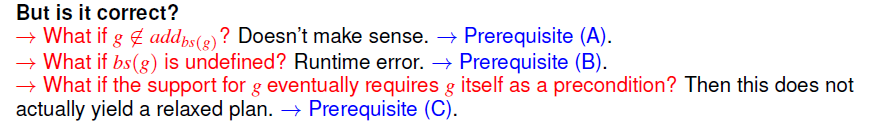 But is it correct?
→ What if g ∉ add_{bs(g)}? Doesn't make sense. → Prerequisite (A).
→ What if bs(g) is undefined? Runtime error. → Prerequisite (B).
→ What if the support for g eventually requires g itself as a precondition? Then this does not
actually yield a relaxed plan. → Prerequisite (C).